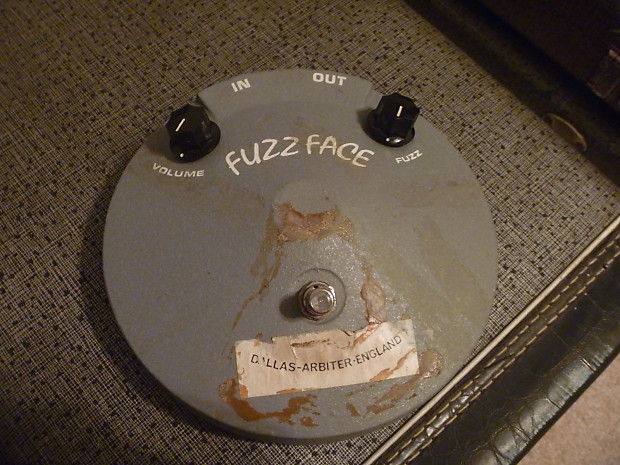 IN OUT
VOLUME FUZZ FACE FUZZ
DALLAS-ARBITER·ENGLAND